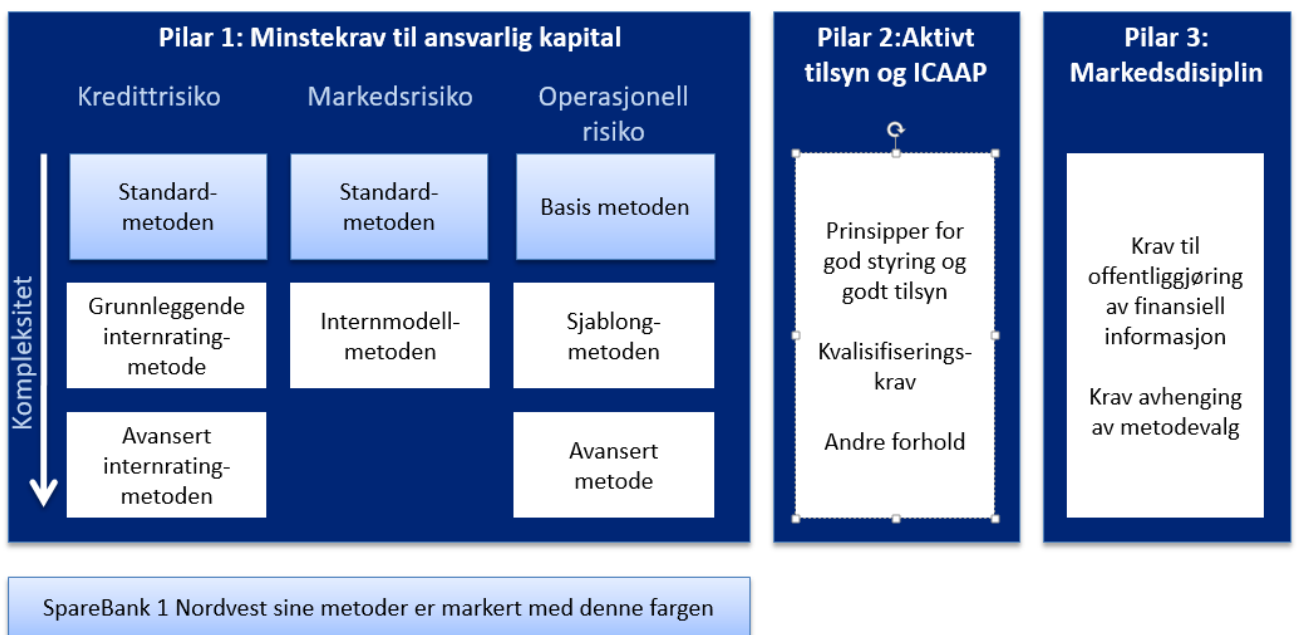 Pilar 1: Minstekrav til ansvarlig kapital
Kredittrisiko
Markedsrisiko
Operasjonell
risiko
Kompleksitet
Standard-
metoden
Standard-
metoden
Basis metoden
Grunnleggende
internrating-
metode
Internmodell-
metoden
Sjablong-
metoden
Avansert
internrating-
metoden
Avansert
metode
Pilar 2:Aktivt
tilsyn og ICAAP
Prinsipper for
god styring og
godt tilsyn
Kvalisifiserings-
krav
Andre forhold
Pilar 3:
Markedsdisiplin
Krav til
offentliggjøring
av finansiell
informasjon
Krav avhenging
av metodevalg
SpareBank 1 Nordvest sine metoder er markert med denne fargen